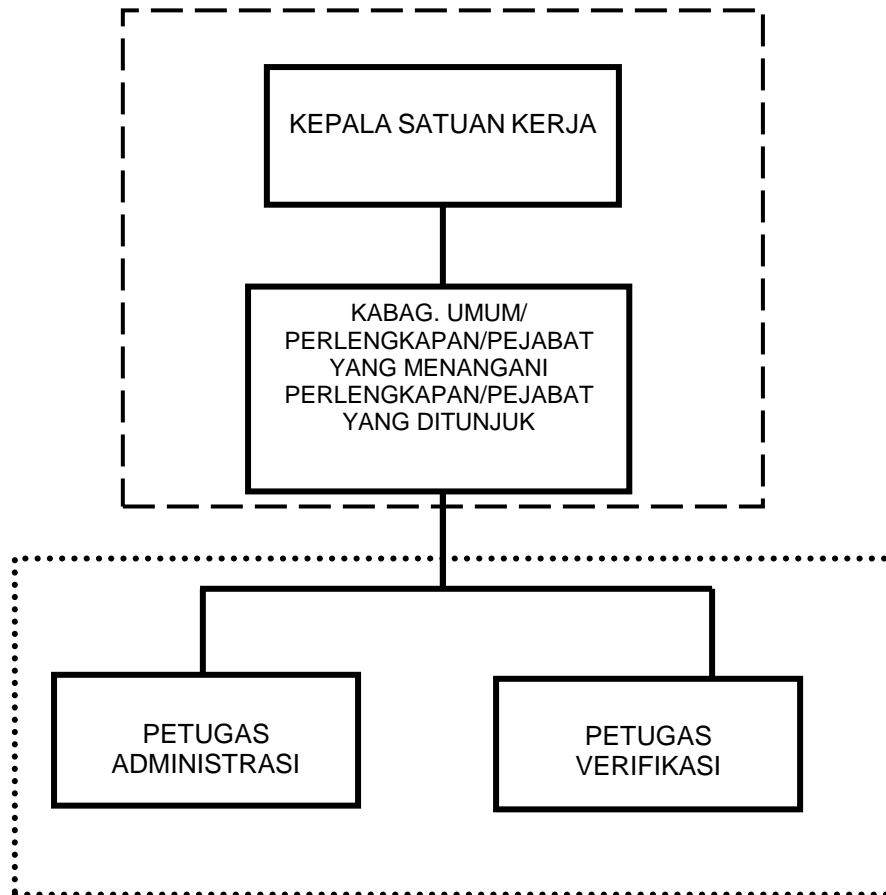 KEPALA SATUAN KERJA
KABAG. UMUM/
PERLENGKAPAN/PEJABAT
YANG MENANGANI
PERLENGKAPAN/PEJABAT
YANG DITUNJUK
PETUGAS
ADMINISTRASI
PETUGAS
VERIFIKASI